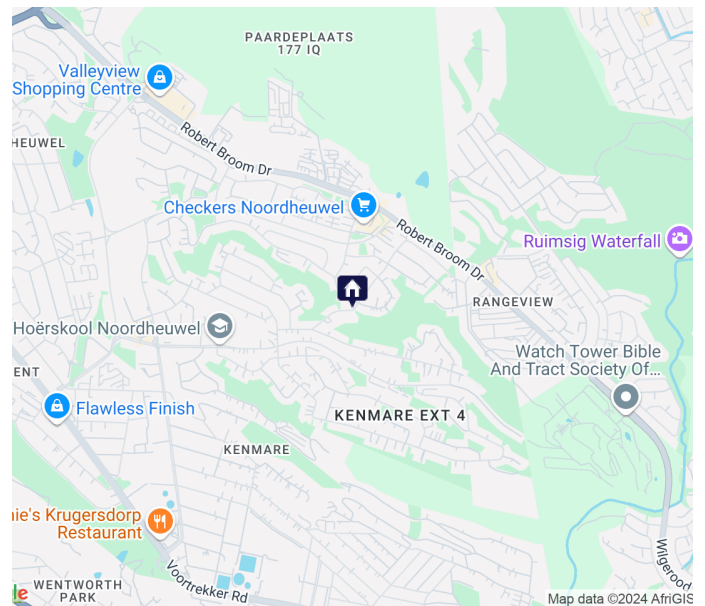 PAARDEPLAATS
177 IQ
Valleyview
Shopping Centre
HEUWEL
Robert Broom Dr
Checkers Noordheuwel
Robert Broom Dr
Ruimsig Waterfall
RANGEVIEW
Hoërskool Noordheuwel
Watch Tower Bible
And Tract Society Of...
ENT
Flawless Finish
KENMARE EXT 4
KENMARE
nie's Krugersdorp
Restaurant
Voortrekker Rd
Wilgerood
WENTWORTH
PARK
le
Map data ©2024 AfriGIS